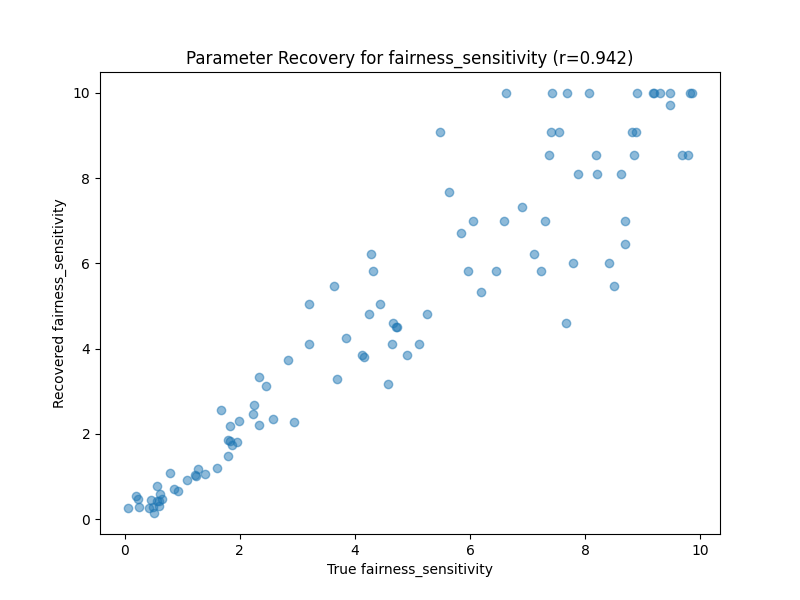 Parameter Recovery for fairness_sensitivity (r=0.942)
Recovered fairness_sensitivity
10
8
6
4
2
0
0 2 4 6 8 10
True fairness_sensitivity